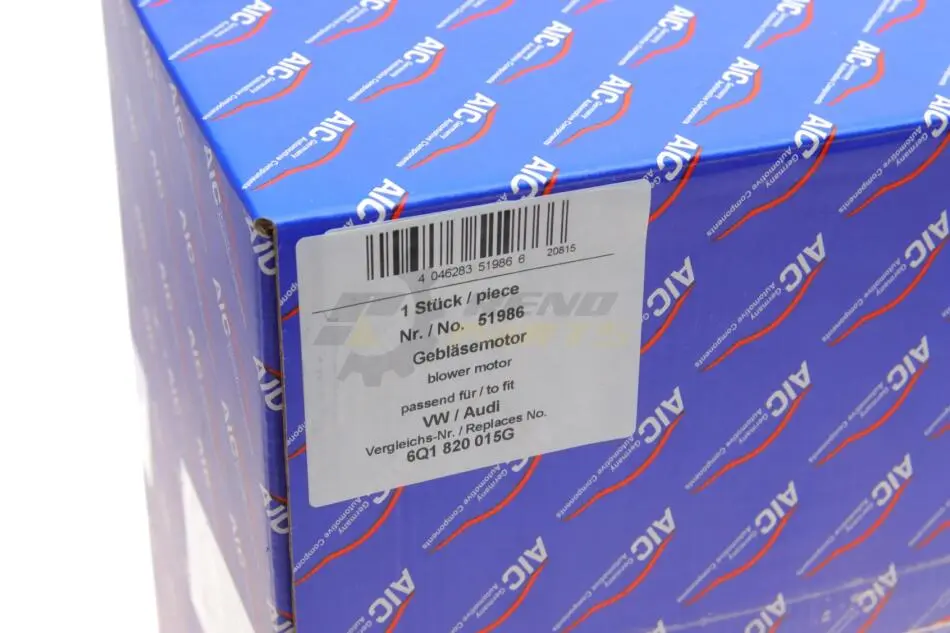 4 046283 51986 6
20815
1 Stück / piece
Nr. / No. 51986
Gebläsemotor
blower motor
passend für / to fit
VW / Audi
Vergleichs-Nr. / Replaces No.
6Q1 820 015G
AIC
Germany
Automotive Components